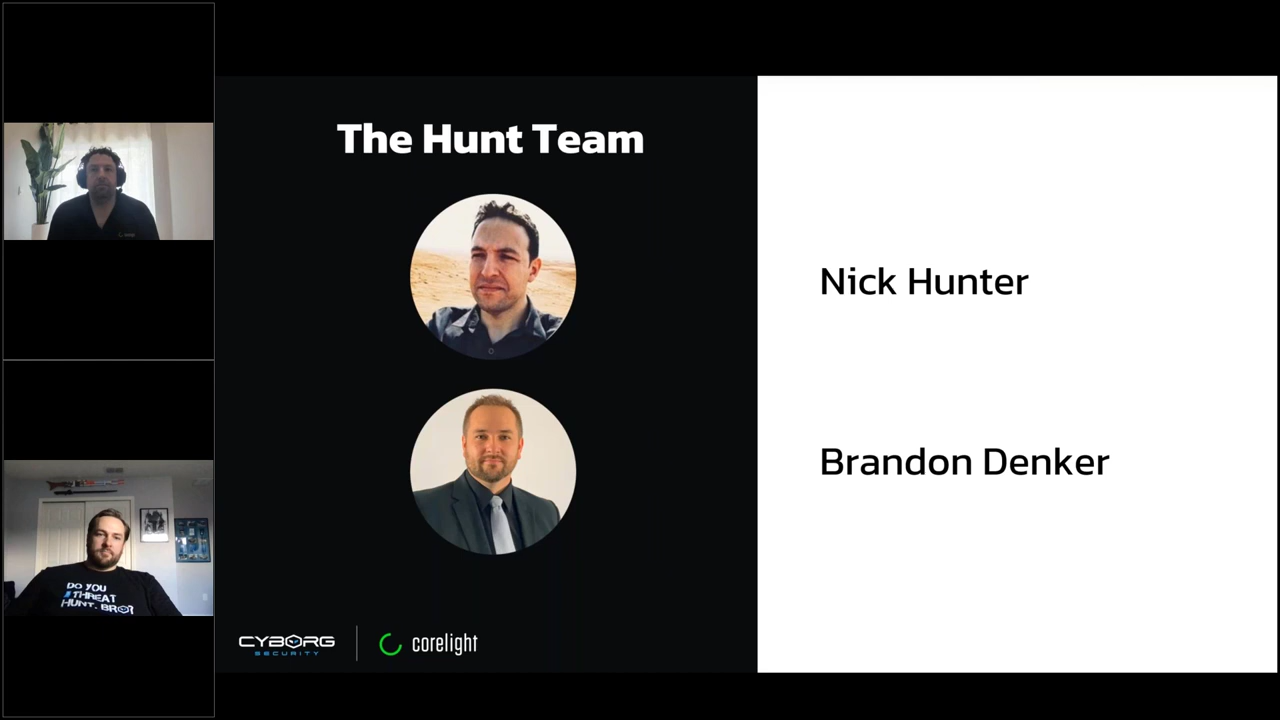 The Hunt Team
Nick Hunter
Brandon Denker
CYBORG
SECURITY
corelight
DO YOU
#THREAT
HUNT, BRO?